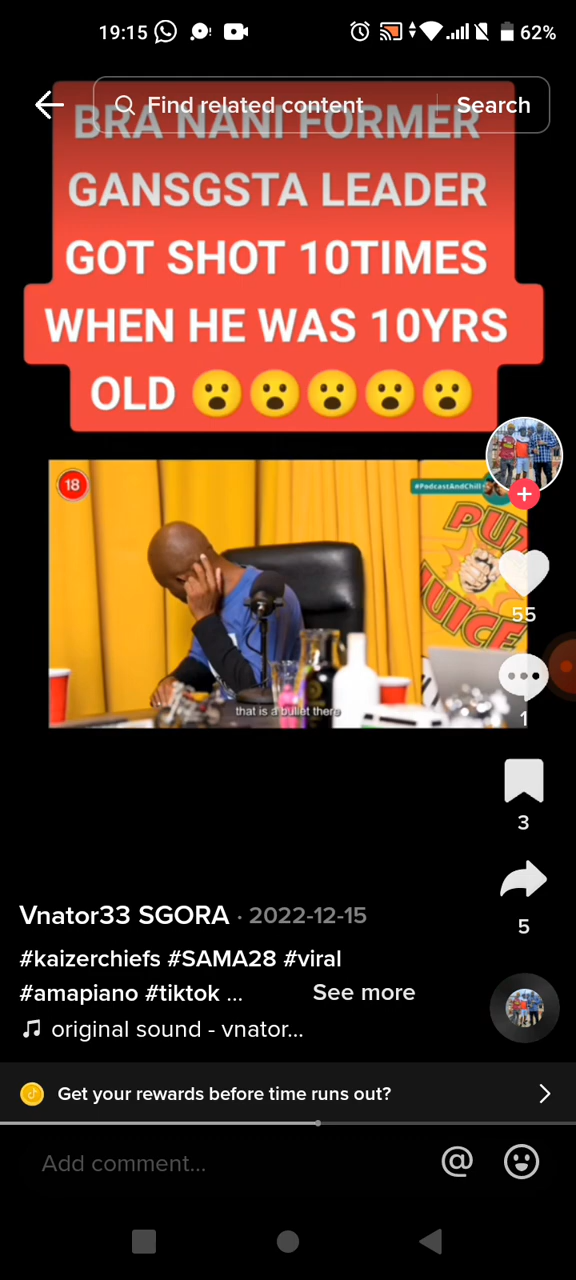 19:15
62%
Find related content
Search
BRA NANI FORMER
GANSGSTA LEADER
GOT SHOT 10TIMES
WHEN HE WAS 10YRS
OLD 😮😮😮😮😮
18
#PodcastAndChill
PUZ
JUICE
that is a bullet there
55
1
3
5
Vnator33 SGORA · 2022-12-15
#kaizerchiefs #SAMA28 #viral
#amapiano #tiktok ... See more
original sound - vnator...
Get your rewards before time runs out?
Add comment...
@